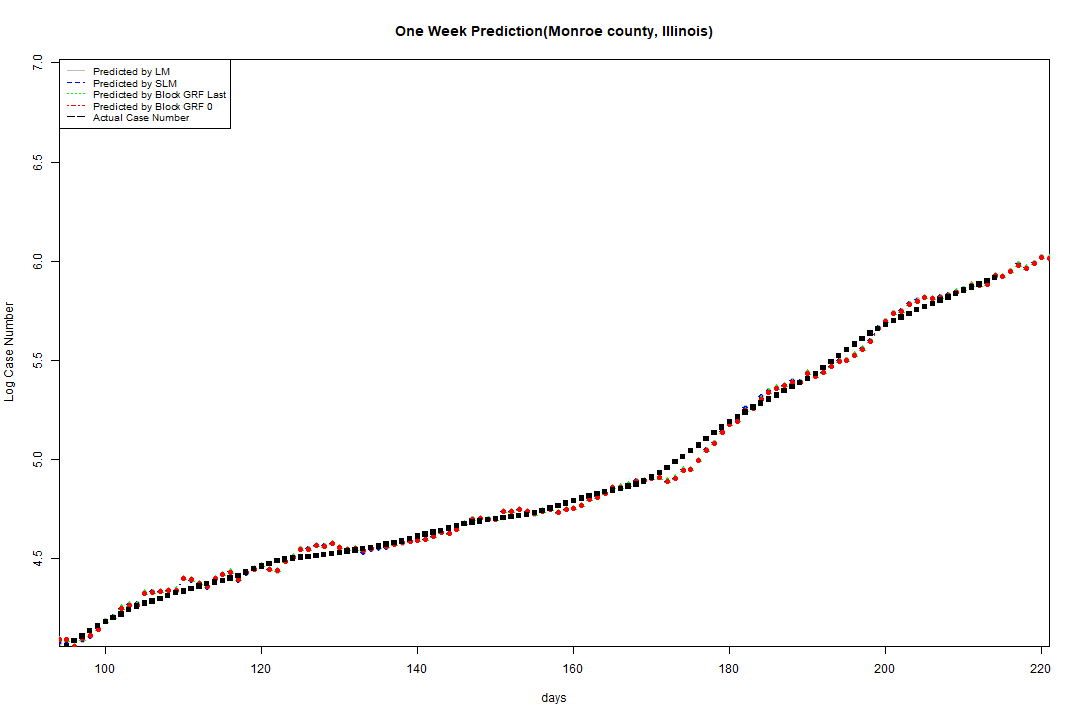 One Week Prediction(Monroe county, Illinois)
Predicted by LM
Predicted by SLM
Predicted by Block GRF Last
Predicted by Block GRF 0
Actual Case Number
7.0
6.5
6.0
5.5
5.0
4.5
Log Case Number
100 120 140 160 180 200 220
days